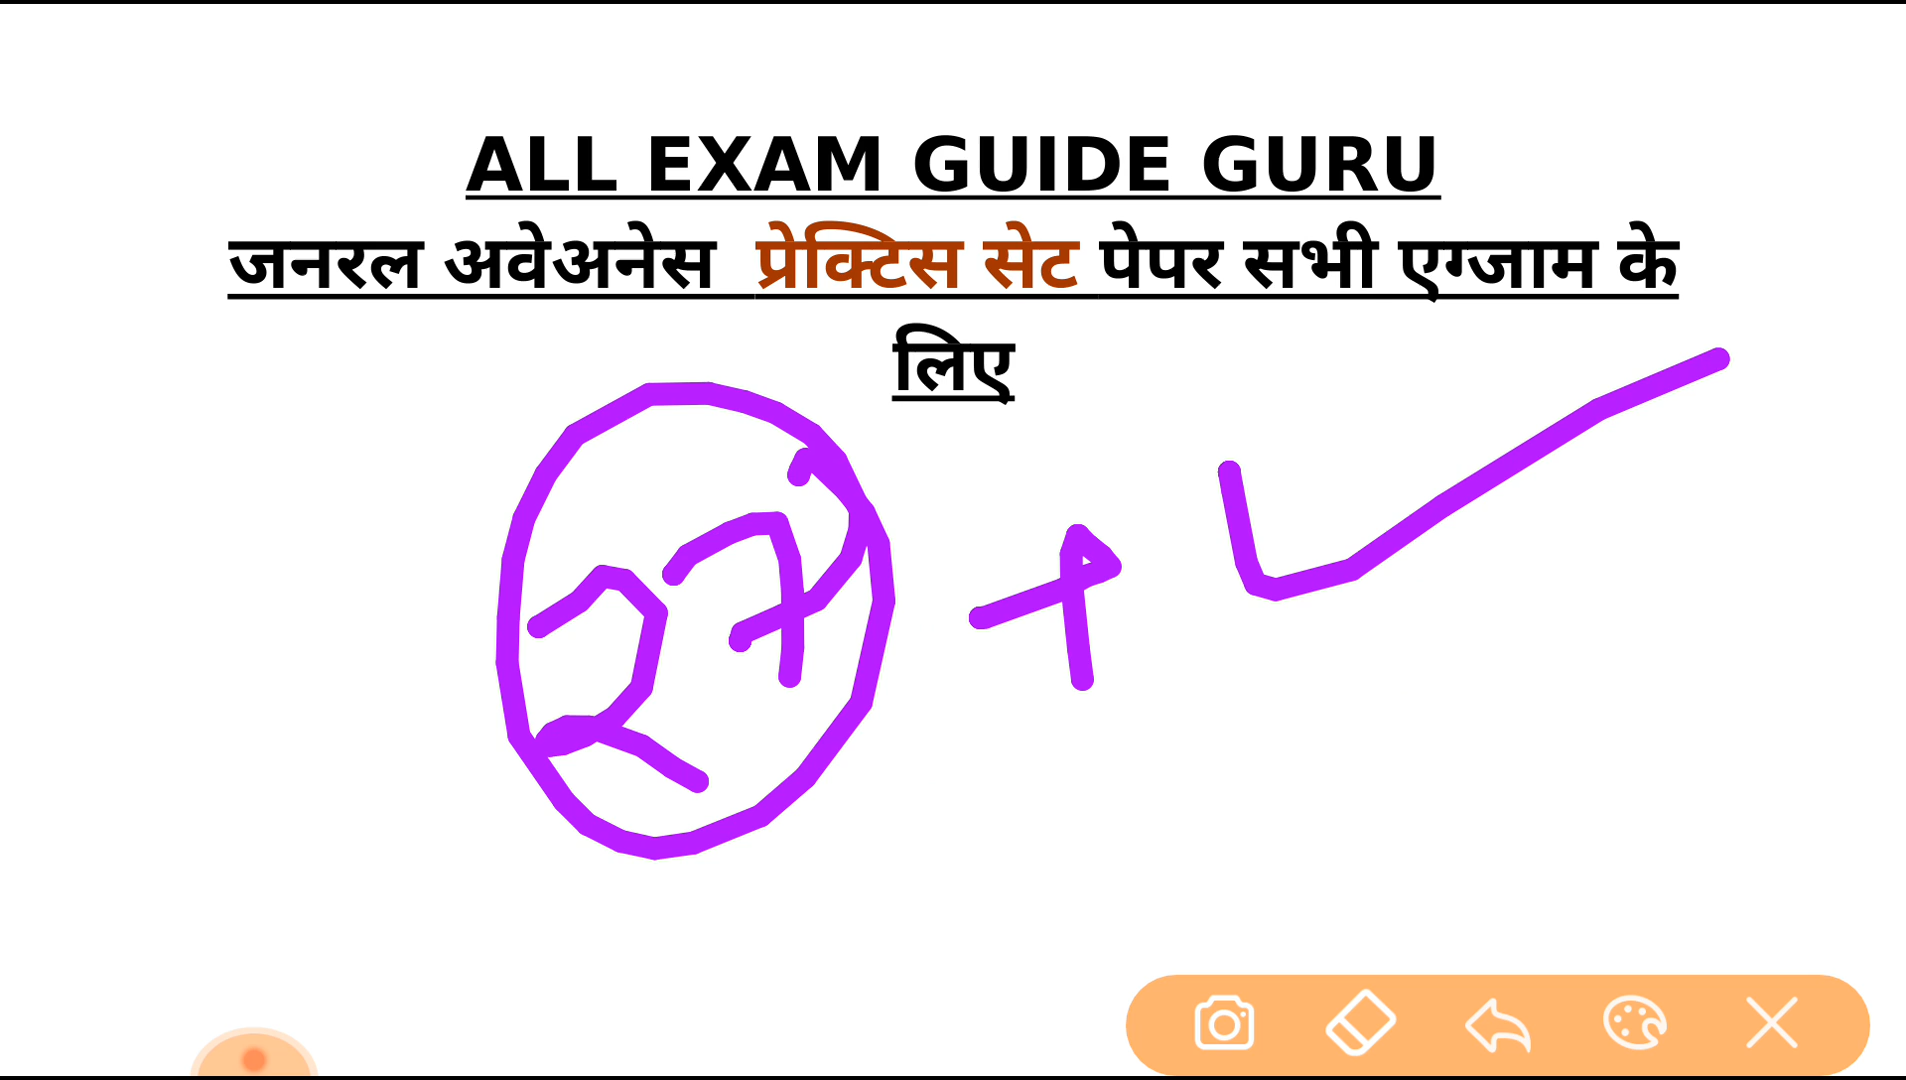 ALL EXAM GUIDE GURU
जनरल अवेअनेस प्रेक्टिस सेट पेपर सभी एग्जाम के
लिए
27 +